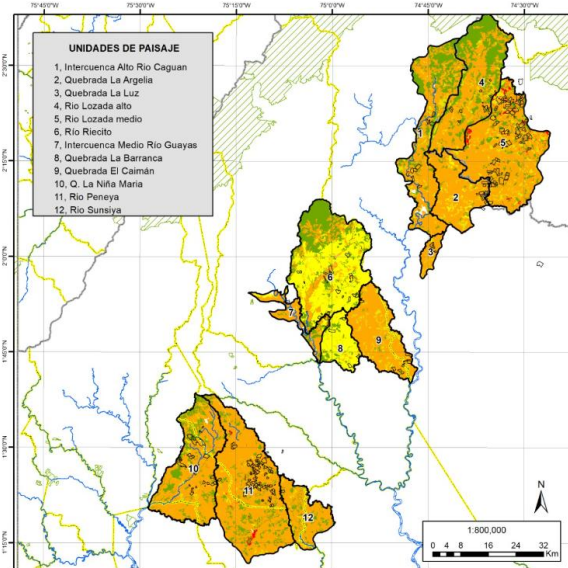 75°45'0"W 75°30'0"W 75°15'0"W 75°0'0"W 74°45'0"W 74°30'0"W
UNIDADES DE PAISAJE
1, Intercuenca Alto Rio Caguan
2, Quebrada La Argelia
3, Quebrada La Luz
4, Rio Lozada alto
5, Rio Lozada medio
6, Río Riecito
7, Intercuenca Medio Río Guayas
8, Quebrada La Barranca
9, Quebrada El Caimán
10, Q. La Niña Maria
11, Rio Peneya
12, Rio Sunsiya
2°30'0"N
2°15'0"N
2°0'0"N
1°30'0"N
1°15'0"N
4
1
5
2
3
6
7
8
9
10
11
12
N
1:800,000
0 4 8 16 24 32
Km